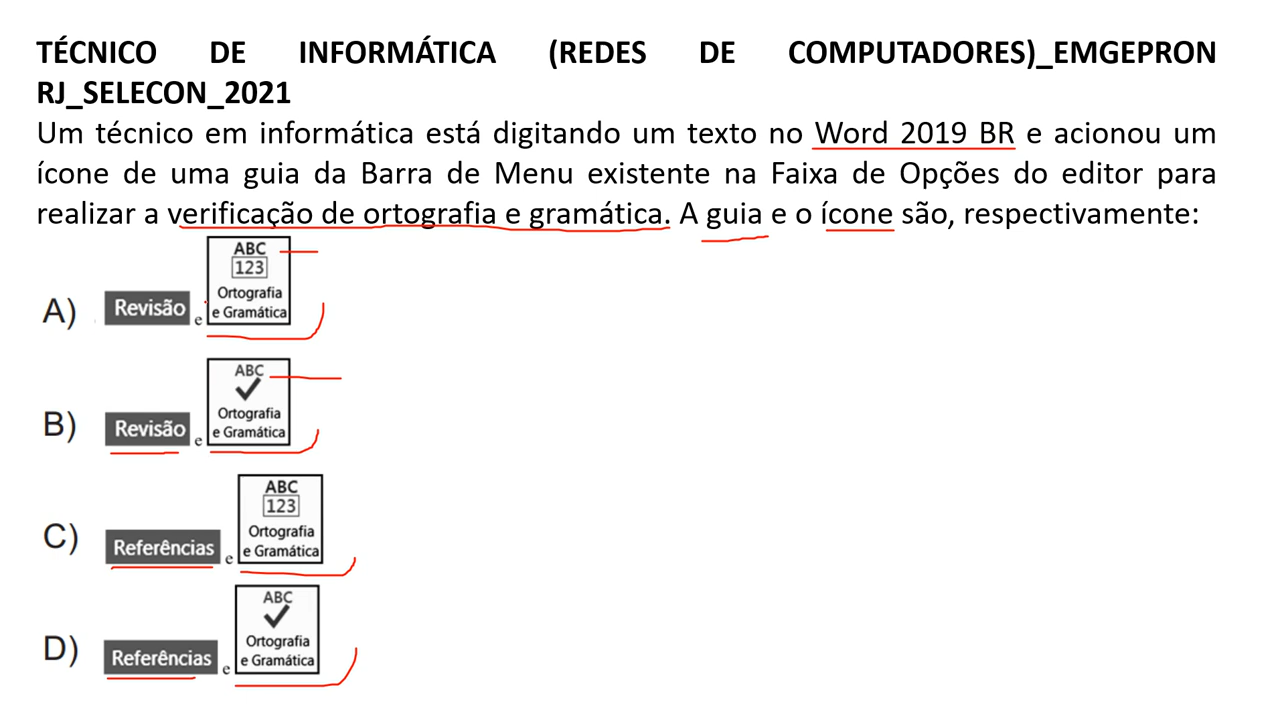 TÉCNICO DE INFORMÁTICA (REDES DE COMPUTADORES)_EMGEPRON
RJ_SELECON_2021
Um técnico em informática está digitando um texto no Word 2019 BR e acionou um
ícone de uma guia da Barra de Menu existente na Faixa de Opções do editor para
realizar a verificação de ortografia e gramática. A guia e o ícone são, respectivamente:
ABC
123
Ortografia
A) Revisão e e Gramática
ABC
Ortografia
B) Revisão e e Gramática
ABC
123
Ortografia
C) Referências e e Gramática
ABC
Ortografia
D) Referências e e Gramática